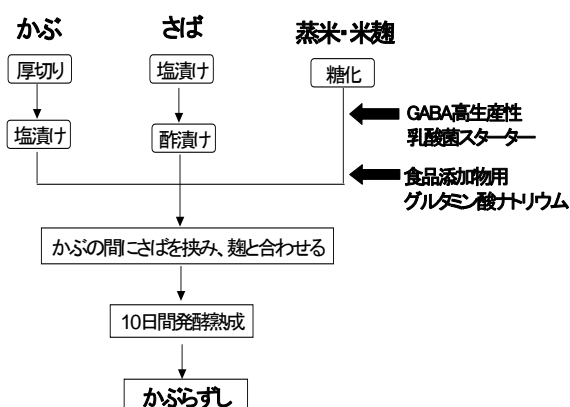 かぶ
さば
蒸米・米麹
厚切り
塩漬け
糖化
GABA高生産性
乳酸菌スターター
塩漬け
酢漬け
食品添加物用
グルタミン酸ナトリウム
かぶの間にさばを挟み、麹と合わせる
10日間発酵熟成
かぶらずし